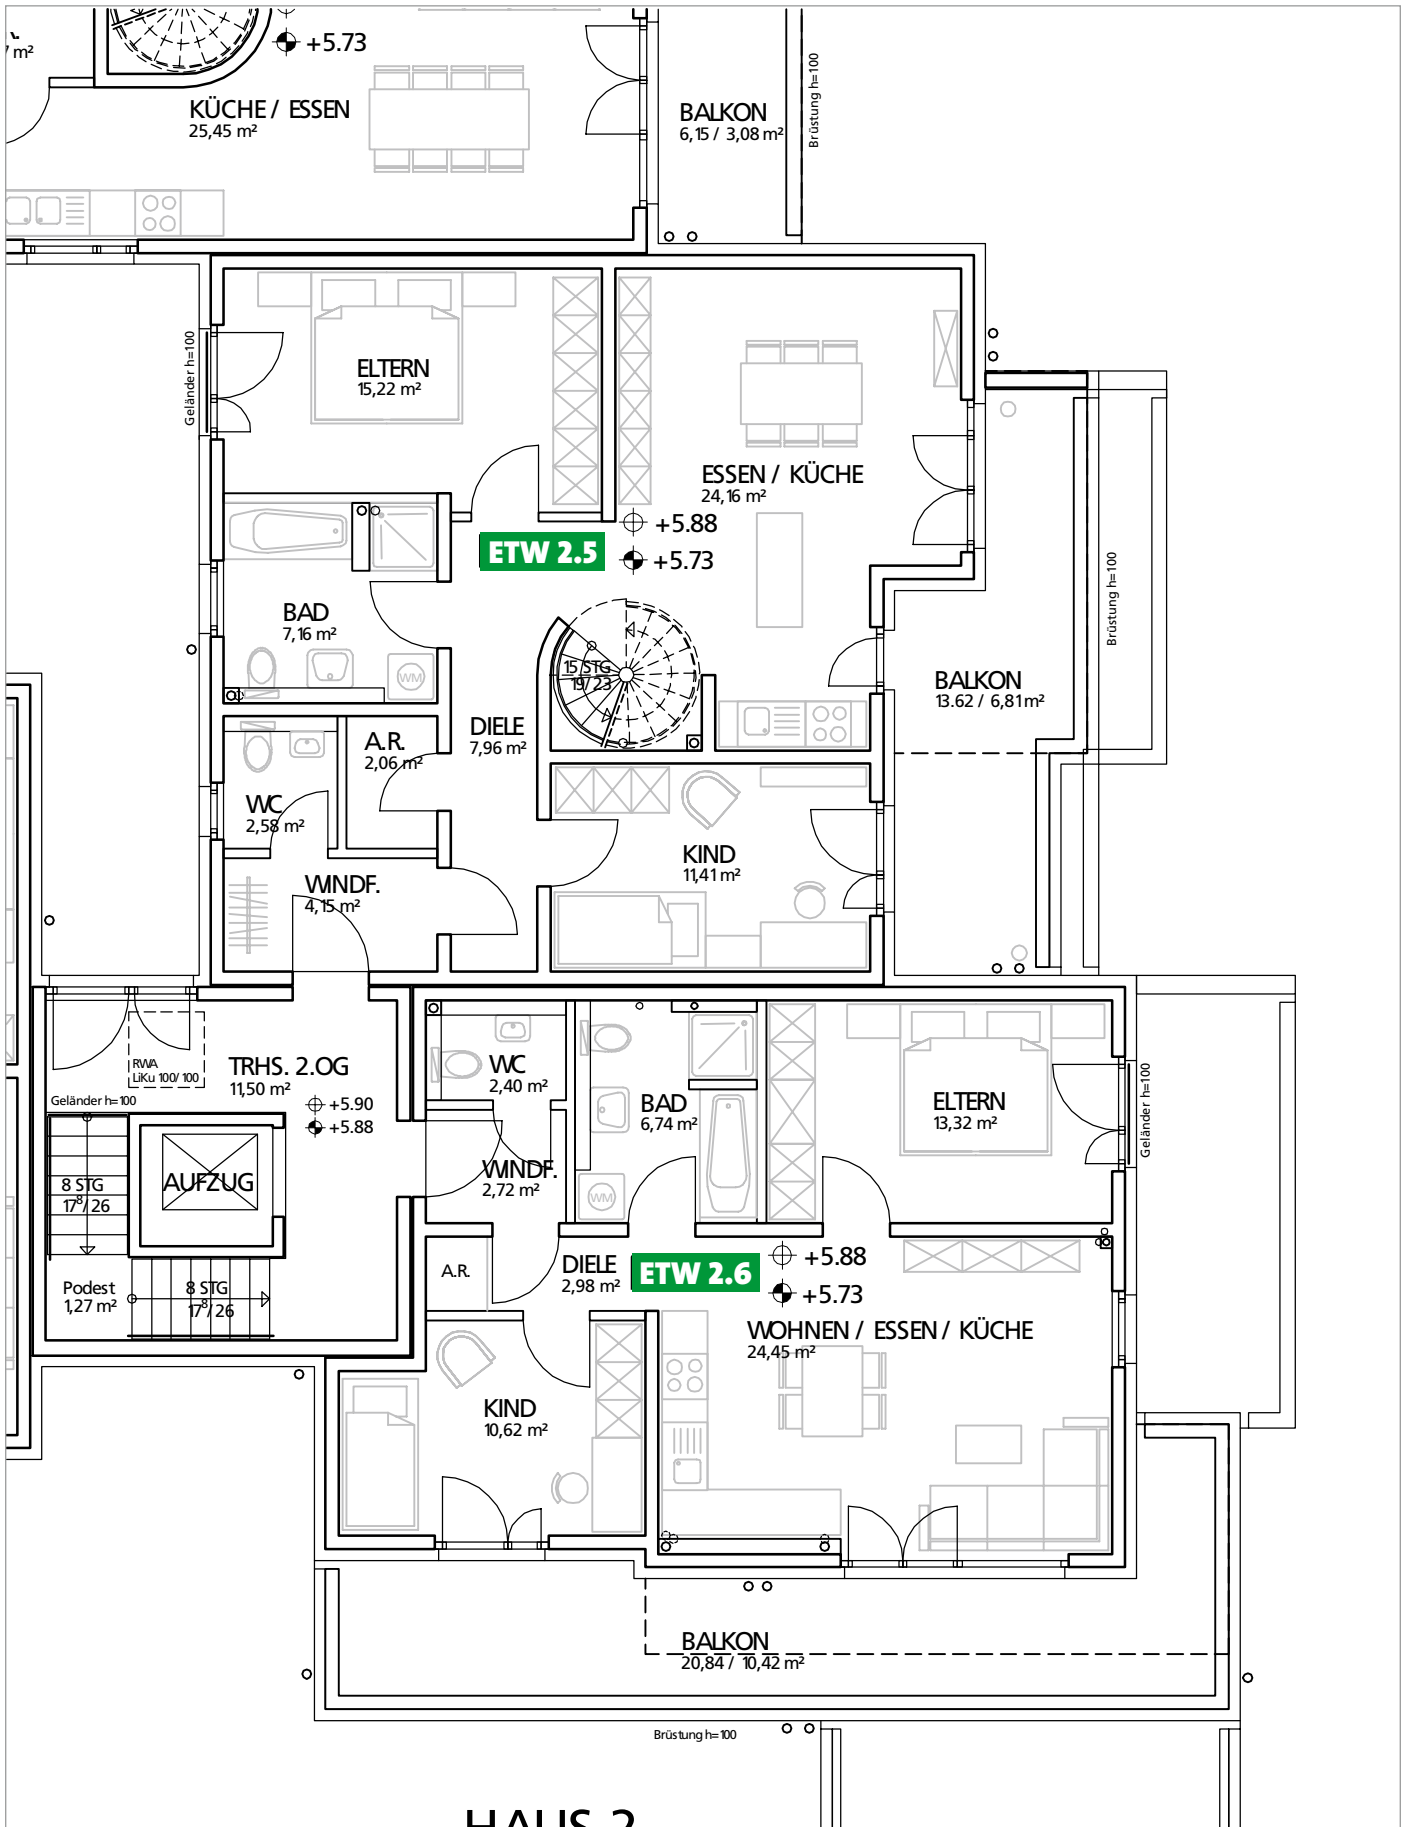 m²
+5.73
KÜCHE / ESSEN
25,45 m²
BALKON
6,15 / 3,08 m²
Brüstung h=100
Geländer h=100
ELTERN
15,22 m²
ESSEN / KÜCHE
24,16 m²
+5.88
+5.73
ETW 2.5
BAD
7,16 m²
WM
15 STG
19/23
Brüstung h=100
BALKON
13.62 / 6,81m²
DIELE
7,96 m²
A.R.
2,06 m²
WC
2,58 m²
KIND
11,41 m²
WINDF.
4,15 m²
RWA
LiKu 100/100
TRHS. 2.OG
11,50 m²
Geländer h=100
+5.90
+5.88
WC
2,40 m²
BAD
6,74 m²
ELTERN
13,32 m²
Geländer h=100
AUFZUG
8 STG
17⁸/26
WINDF.
2,72 m²
WM
Podest
1,27 m²
8 STG
17⁸/26
A.R.
DIELE
2,98 m²
ETW 2.6
+5.88
+5.73
WOHNEN / ESSEN / KÜCHE
24,45 m²
KIND
10,62 m²
BALKON
20,84 / 10,42 m²
Brüstung h=100
HAUS 2